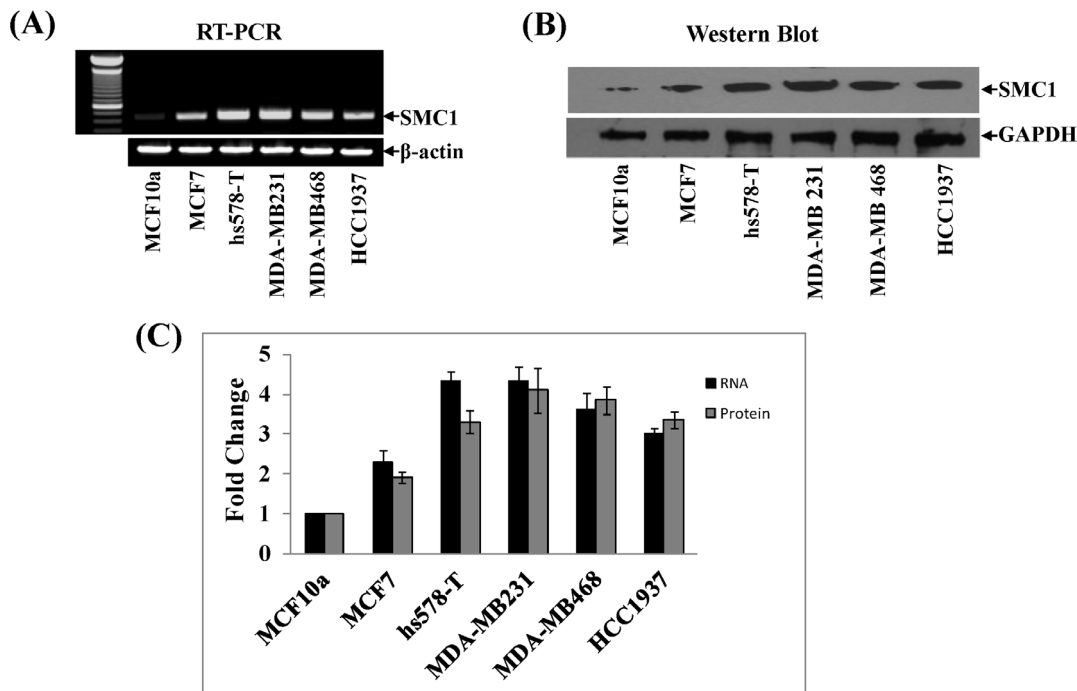 (A)
RT-PCR
SMC1
β-actin
MCF10a
MCF7
hs578-T
MDA-MB231
MDA-MB468
HCC1937
(B)
Western Blot
SMC1
GAPDH
MCF10a
MCF7
hs578-T
MDA-MB 231
MDA-MB 468
HCC1937
(C)
Fold Change
5
4
3
2
1
0
RNA
Protein
MCF10a
MCF7
hs578-T
MDA-MB231
MDA-MB468
HCC1937